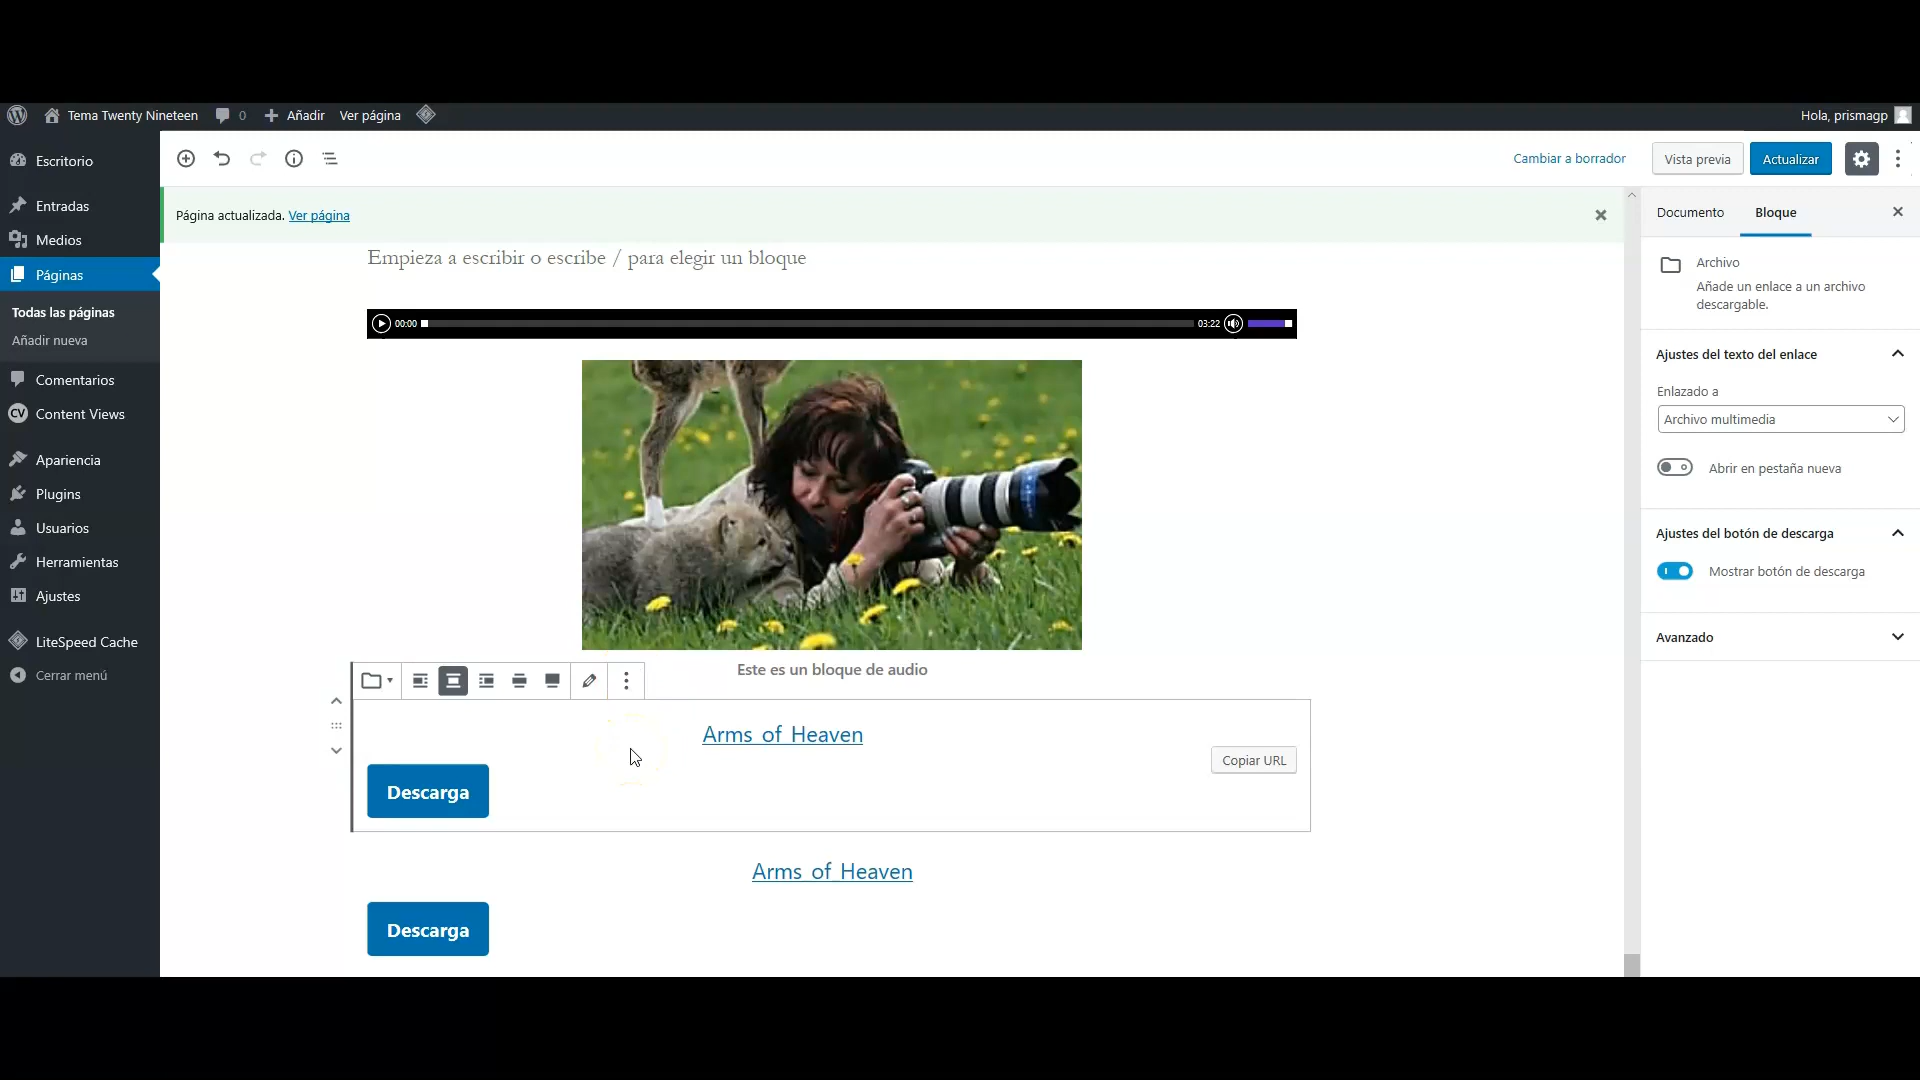 Tema Twenty Nineteen 0 Añadir Ver página Hola, prismagp
Escritorio
Entradas
Medios
Páginas
Todas las páginas
Añadir nueva
Comentarios
CV Content Views
Apariencia
Plugins
Usuarios
Herramientas
Ajustes
LiteSpeed Cache
Cerrar menú
Cambiar a borrador Vista previa Actualizar
Página actualizada. Ver página
Empieza a escribir o escribe / para elegir un bloque
00:00 03:22
Este es un bloque de audio
Arms of Heaven
Copiar URL
Descarga
Arms of Heaven
Descarga
Documento Bloque
Archivo
Añade un enlace a un archivo
descargable.
Ajustes del texto del enlace
Enlazado a
Archivo multimedia
Abrir en pestaña nueva
Ajustes del botón de descarga
Mostrar botón de descarga
Avanzado